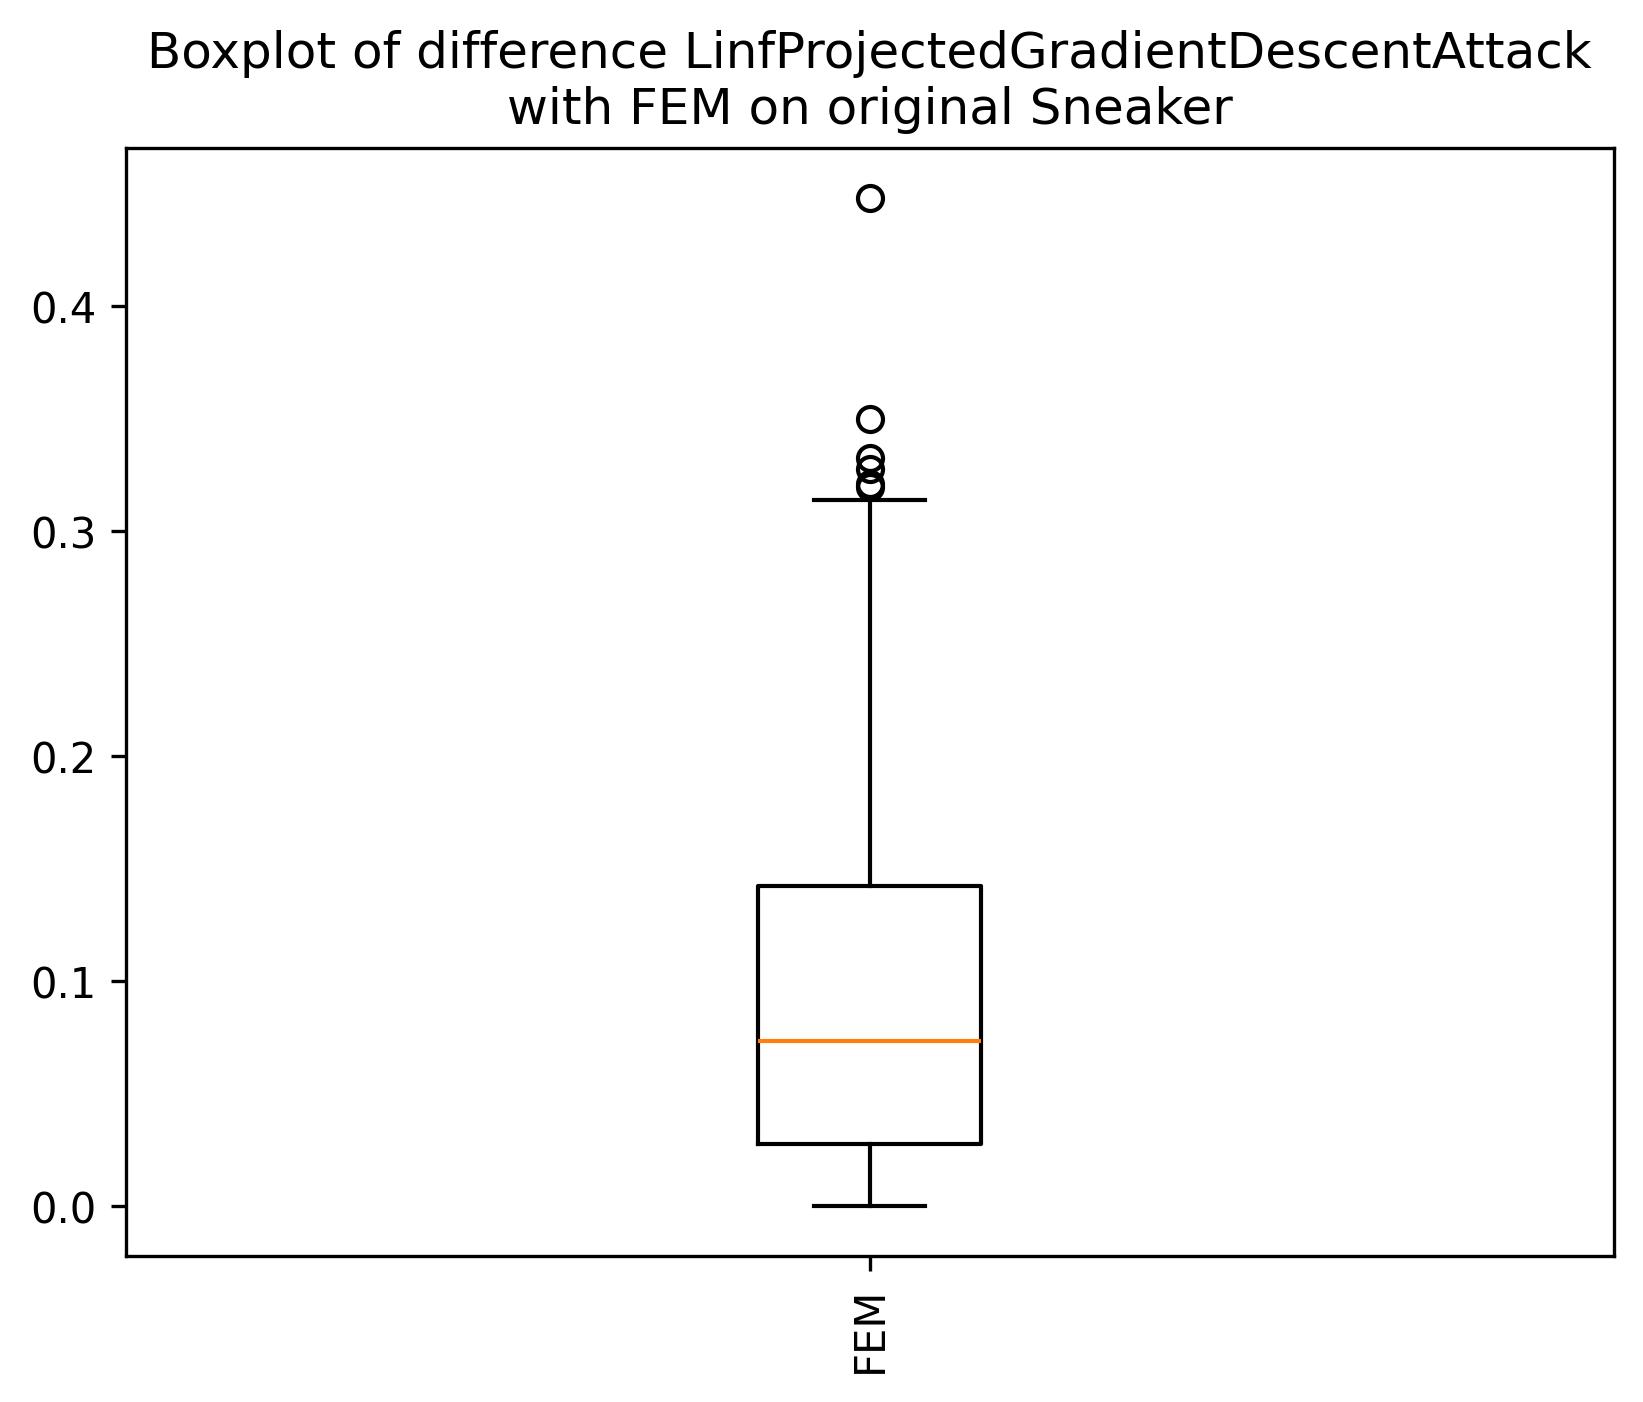 Boxplot of difference LinfProjectedGradientDescentAttack
with FEM on original Sneaker
0.4
0.3
0.2
0.1
0.0
FEM